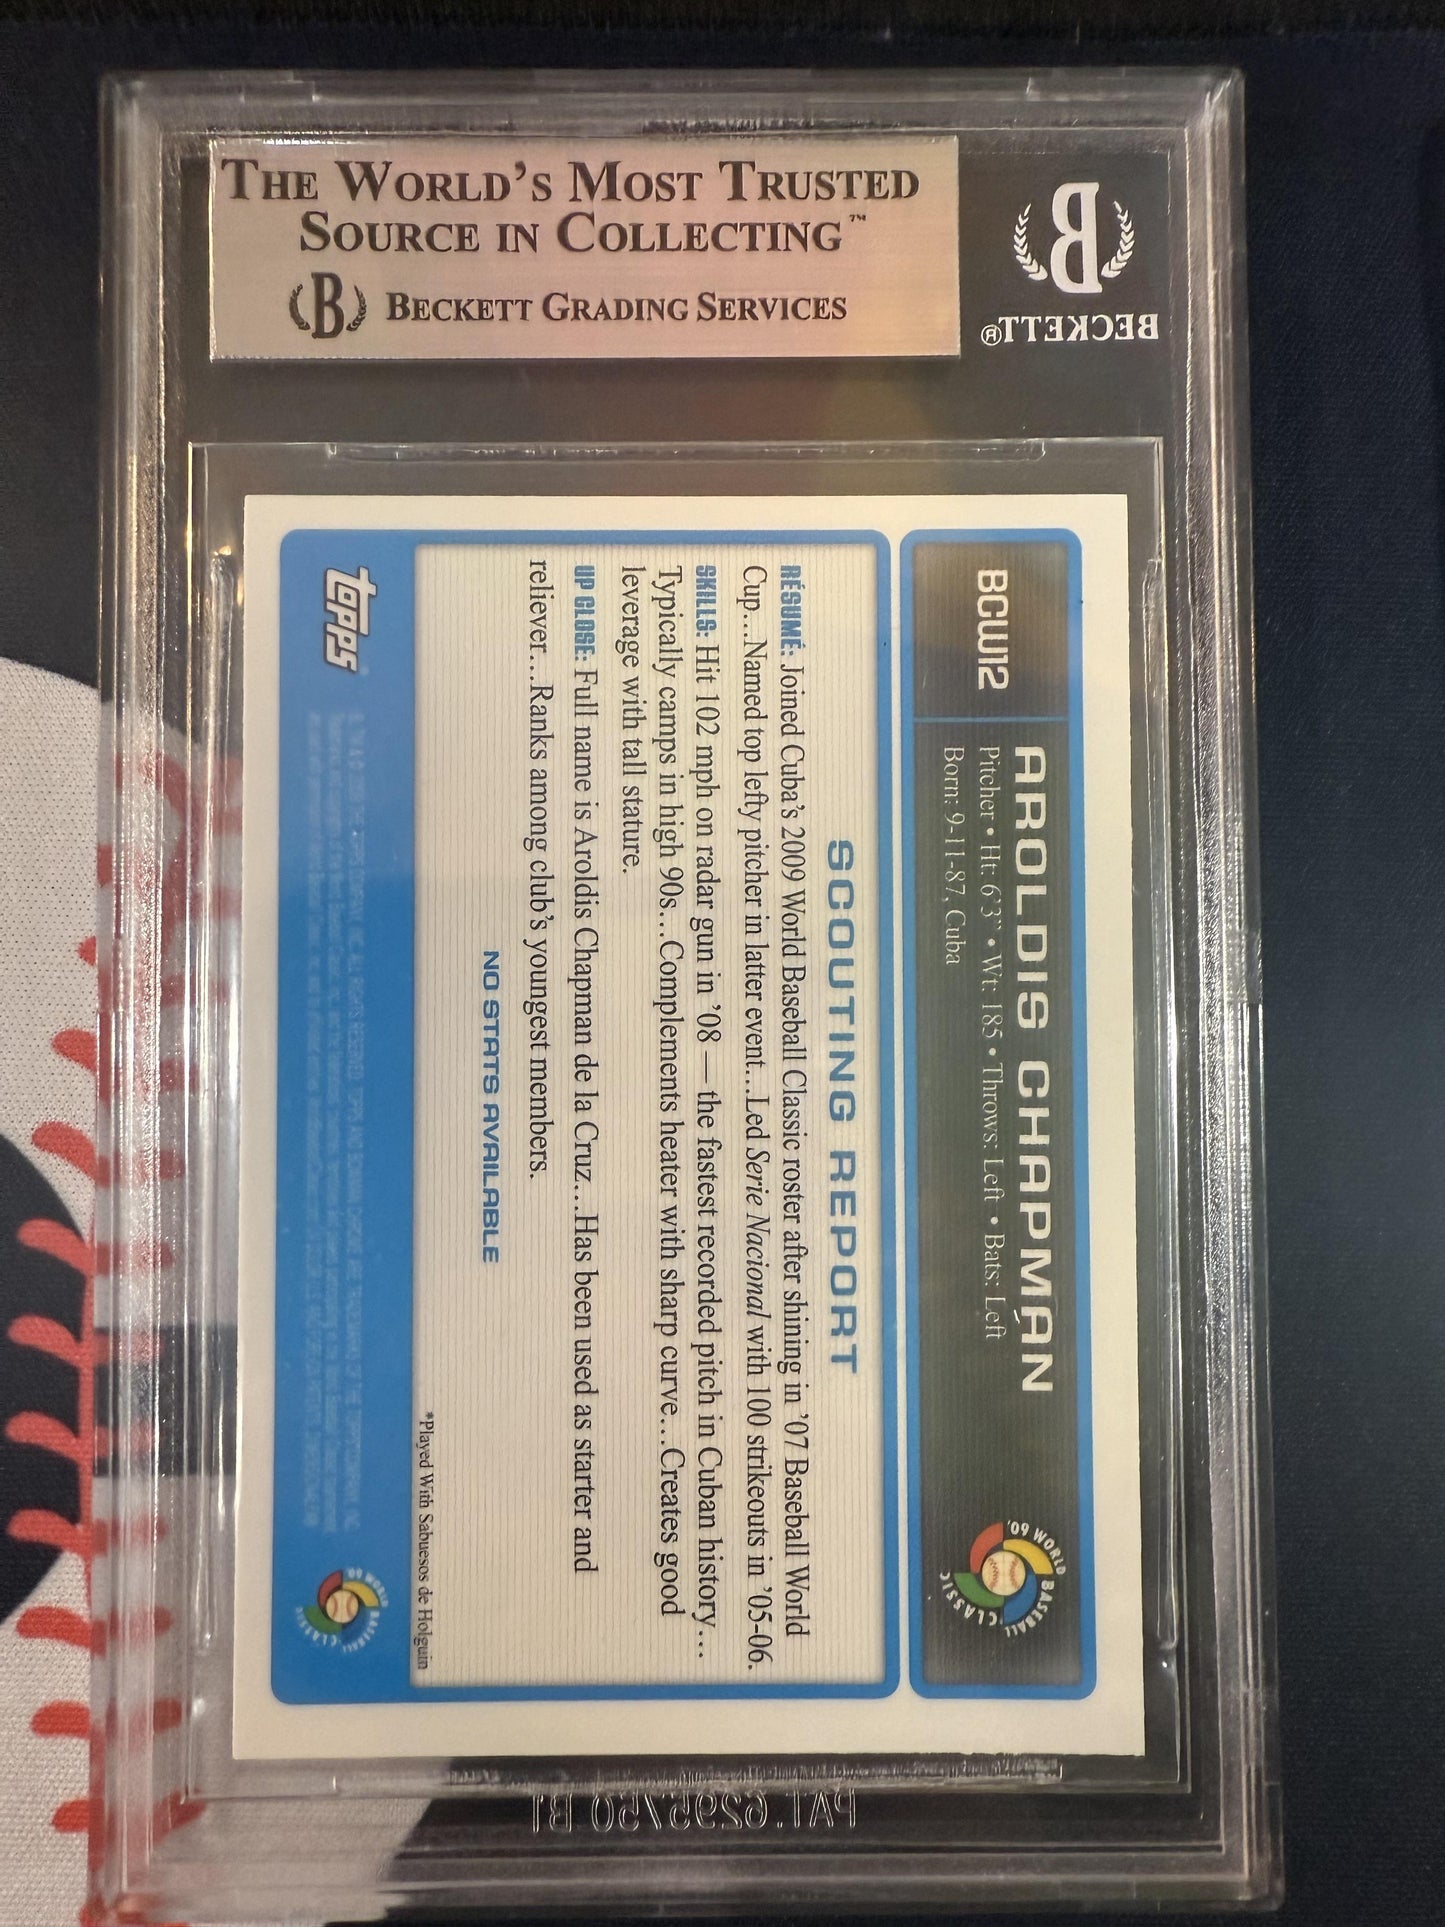 THE WORLD'S MOST TRUSTED
SOURCE IN COLLECTING™
B BECKETT GRADING SERVICES
B
BECKETT®
BCW12
AROLDIS CHAPMÁN
Pitcher • Ht: 6'3" • Wt: 185 • Throws: Left • Bats: Left
Born: 9-11-87, Cuba
'09 WORLD BASEBALL CLASSIC
SCOUTING REPORT
RÉSUMÉ: Joined Cuba's 2009 World Baseball Classic roster after shining in '07 Baseball World
Cup…Named top lefty pitcher in latter event…Led Serie Nacional with 100 strikeouts in '05-06.
SKILLS: Hit 102 mph on radar gun in '08 — the fastest recorded pitch in Cuban history…
Typically camps in high 90s…Complements heater with sharp curve…Creates good
leverage with tall stature.
UP CLOSE: Full name is Aroldis Chapman de la Cruz…Has been used as starter and
reliever…Ranks among club's youngest members.
NO STATS AVAILABLE
*Played With Sabuesos de Holguin
topps
'09 WORLD BASEBALL CLASSIC